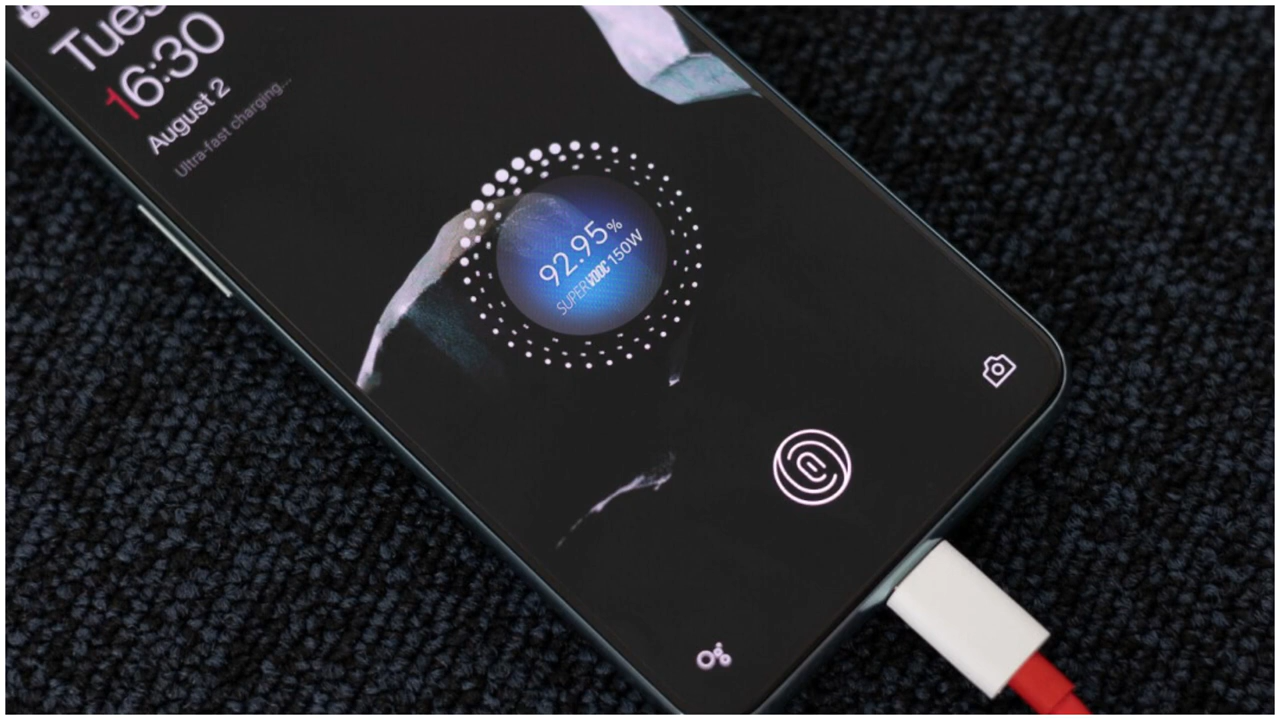 Tues
16:30
August 2
Ultra-fast charging...
92.95%
SUPERVOOC 150W